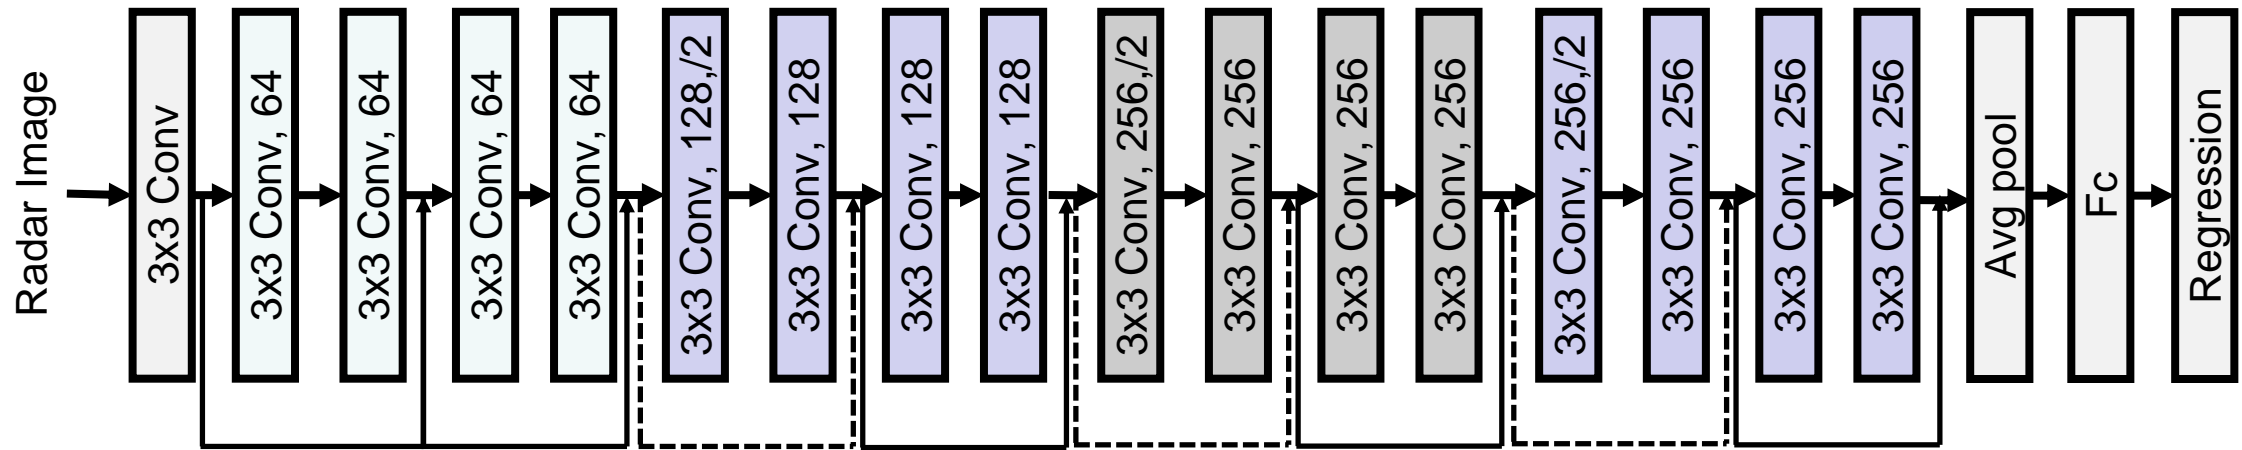 Radar Image
3x3 Conv
3x3 Conv, 64
3x3 Conv, 64
3x3 Conv, 64
3x3 Conv, 64
3x3 Conv, 128,/2
3x3 Conv, 128
3x3 Conv, 128
3x3 Conv, 128
3x3 Conv, 256,/2
3x3 Conv, 256
3x3 Conv, 256
3x3 Conv, 256
3x3 Conv, 256,/2
3x3 Conv, 256
3x3 Conv, 256
3x3 Conv, 256
Avg pool
Fc
Regression